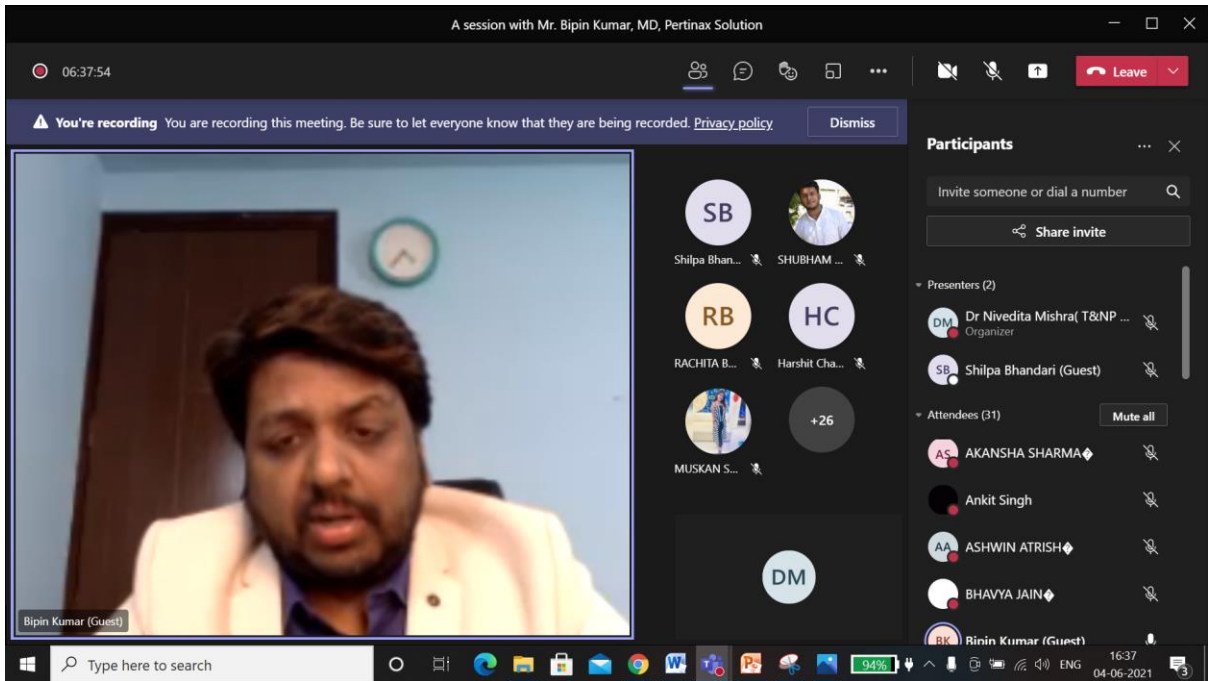 A session with Mr. Bipin Kumar, MD, Pertinax Solution
06:37:54
Leave
You're recording You are recording this meeting. Be sure to let everyone know that they are being recorded. Privacy policy
Dismiss
Bipin Kumar (Guest)
SB
Shilpa Bhan...
SHUBHAM ...
RB
HC
RACHITA B...
Harshit Cha...
+26
MUSKAN S...
DM
Participants
Invite someone or dial a number
Share invite
Presenters (2)
DM
Dr Nivedita Mishra( T&NP ...
Organizer
SB
Shilpa Bhandari (Guest)
Attendees (31)
Mute all
AS
AKANSHA SHARMA�
Ankit Singh
AA
ASHWIN ATRISH�
BHAVYA JAIN�
BK
Bipin Kumar (Guest)
Type here to search
94%
ENG
16:37
04-06-2021
3